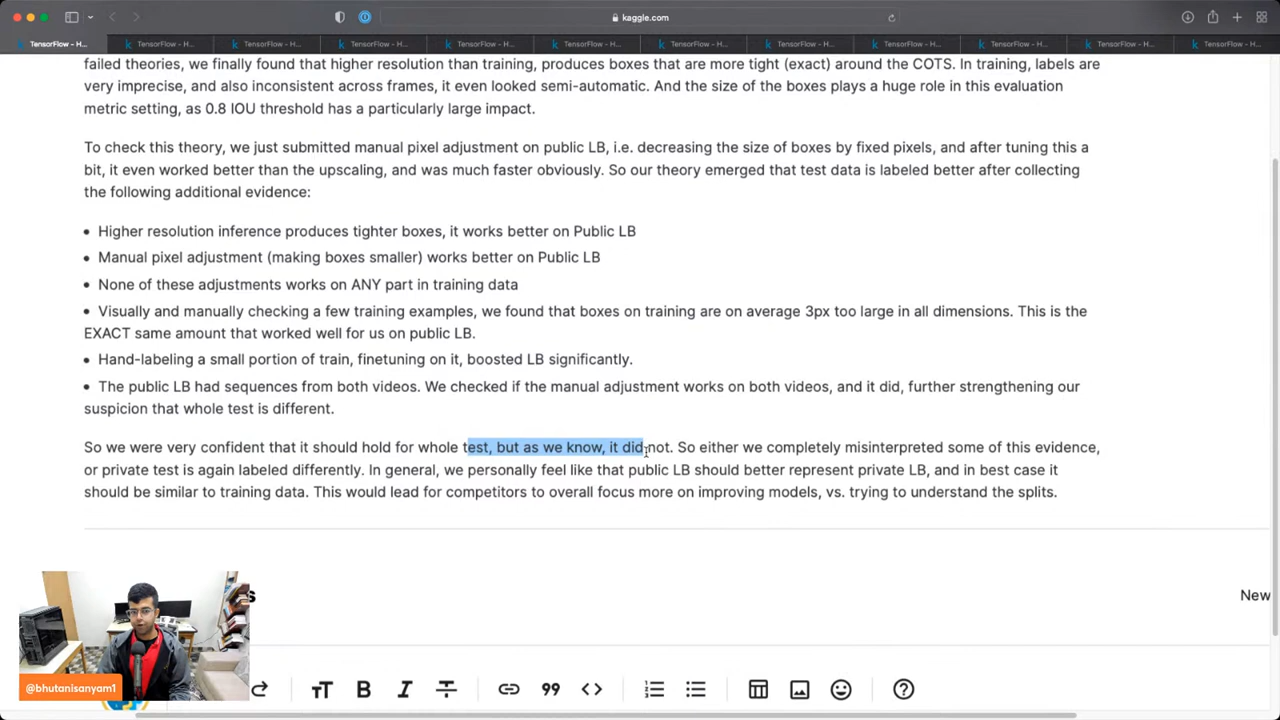 kaggle.com
TensorFlow - H...
TensorFlow - H...
TensorFlow - H...
TensorFlow - H...
TensorFlow - H...
TensorFlow - H...
TensorFlow - H...
TensorFlow - H...
TensorFlow - H...
TensorFlow - H...
TensorFlow - H...
TensorFlow - H...
failed theories, we finally found that higher resolution than training, produces boxes that are more tight (exact) around the COTS. In training, labels are
very imprecise, and also inconsistent across frames, it even looked semi-automatic. And the size of the boxes plays a huge role in this evaluation
metric setting, as 0.8 IOU threshold has a particularly large impact.
To check this theory, we just submitted manual pixel adjustment on public LB, i.e. decreasing the size of boxes by fixed pixels, and after tuning this a
bit, it even worked better than the upscaling, and was much faster obviously. So our theory emerged that test data is labeled better after collecting
the following additional evidence:
• Higher resolution inference produces tighter boxes, it works better on Public LB
• Manual pixel adjustment (making boxes smaller) works better on Public LB
• None of these adjustments works on ANY part in training data
• Visually and manually checking a few training examples, we found that boxes on training are on average 3px too large in all dimensions. This is the
EXACT same amount that worked well for us on public LB.
• Hand-labeling a small portion of train, finetuning on it, boosted LB significantly.
• The public LB had sequences from both videos. We checked if the manual adjustment works on both videos, and it did, further strengthening our
suspicion that whole test is different.
So we were very confident that it should hold for whole test, but as we know, it did not. So either we completely misinterpreted some of this evidence,
or private test is again labeled differently. In general, we personally feel like that public LB should better represent private LB, and in best case it
should be similar to training data. This would lead for competitors to overall focus more on improving models, vs. trying to understand the splits.
s
New
@bhutanisanyam1